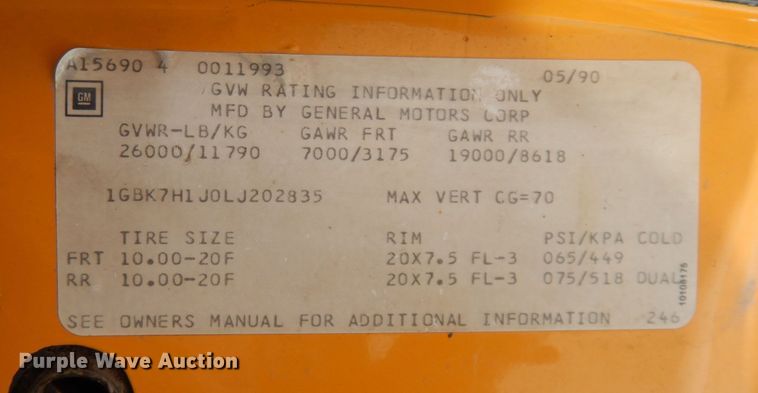 A15690 4 0011993 05/90
GM
GVW RATING INFORMATION ONLY
MFD BY GENERAL MOTORS CORP
GVWR-LB/KG GAWR FRT GAWR RR
26000/11790 7000/3175 19000/8618
1GBK7H1J0LJ202835 MAX VERT CG=70
TIRE SIZE RIM PSI/KPA COLD
FRT 10.00-20F 20X7.5 FL-3 065/449
RR 10.00-20F 20X7.5 FL-3 075/518 DUAL
10108175
SEE OWNERS MANUAL FOR ADDITIONAL INFORMATION 246
Purple Wave Auction